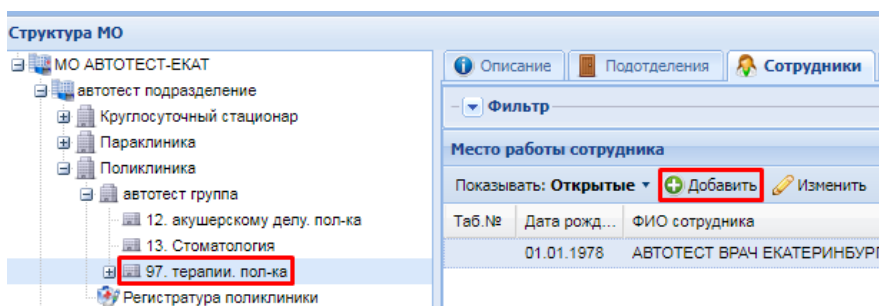 Структура МО
МО АВТОТЕСТ-ЕКАТ
автотест подразделение
Круглосуточный стационар
Параклиника
Поликлиника
автотест группа
12. акушерскому делу. пол-ка
13. Стоматология
97. терапии. пол-ка
Регистратура поликлиники
Описание Подотделения Сотрудники
Фильтр
Место работы сотрудника
Показывать: Открытые Добавить Изменить
Таб.№ Дата рожд... ФИО сотрудника
01.01.1978 АВТОТЕСТ ВРАЧ ЕКАТЕРИНБУРГ